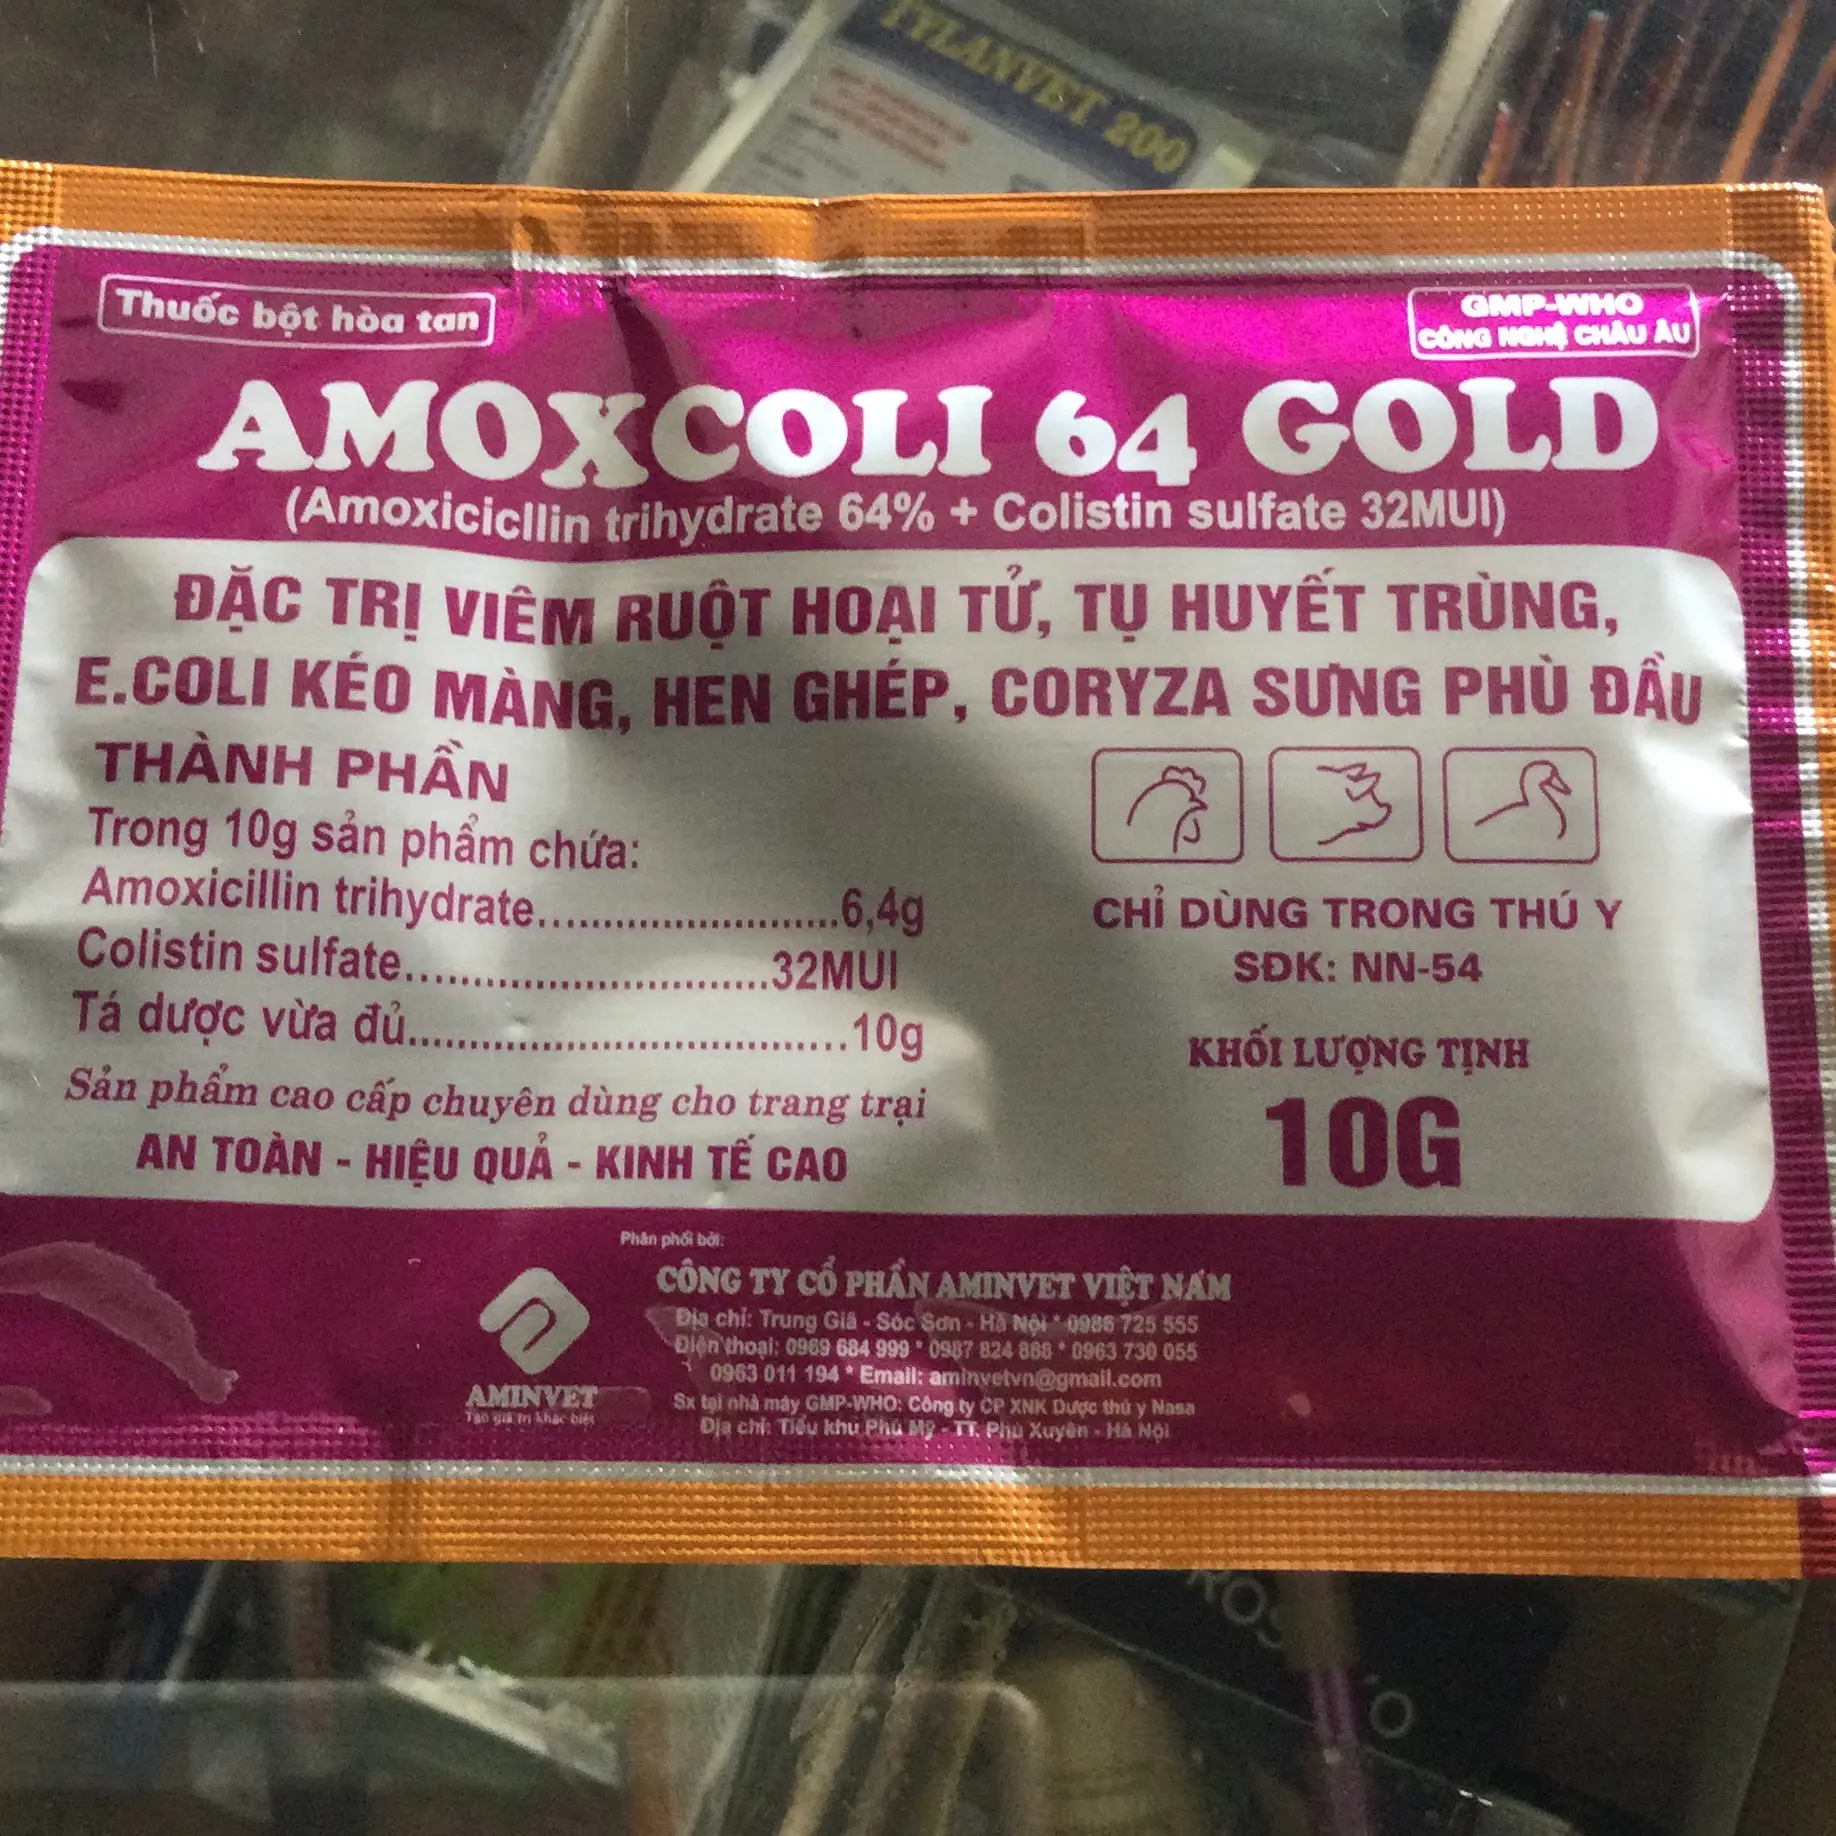 TYLANVET 200
Thuốc bột hòa tan
GMP-WHO
CÔNG NGHỆ CHÂU ÂU
AMOXCOLI 64 GOLD
(Amoxicicllin trihydrate 64% + Colistin sulfate 32MUI)
ĐẶC TRỊ VIÊM RUỘT HOẠI TỬ, TỤ HUYẾT TRÙNG,
E.COLI KÉO MÀNG, HEN GHÉP, CORYZA SƯNG PHÙ ĐẦU
THÀNH PHẦN
Trong 10g sản phẩm chứa:
Amoxicillin trihydrate..............................6,4g
Colistin sulfate...................................32MUI
Tá dược vừa đủ.........................................10g
Sản phẩm cao cấp chuyên dùng cho trang trại
AN TOÀN - HIỆU QUẢ - KINH TẾ CAO
CHỈ DÙNG TRONG THÚ Y
SĐK: NN-54
KHỐI LƯỢNG TỊNH
10G
Phân phối bởi:
CÔNG TY CỔ PHẦN AMINVET VIỆT NAM
Địa chỉ: Trung Giã - Sóc Sơn - Hà Nội * 0986 725 555
Điện thoại: 0969 684 999 * 0987 824 888 * 0963 730 055
0963 011 194 * Email: aminvetvn@gmail.com
Sx tại nhà máy GMP-WHO: Công ty CP XNK Dược thú y Nasa
Địa chỉ: Tiểu khu Phú Mỹ - TT. Phú Xuyên - Hà Nội
AMINVET
Tạo giá trị khác biệt